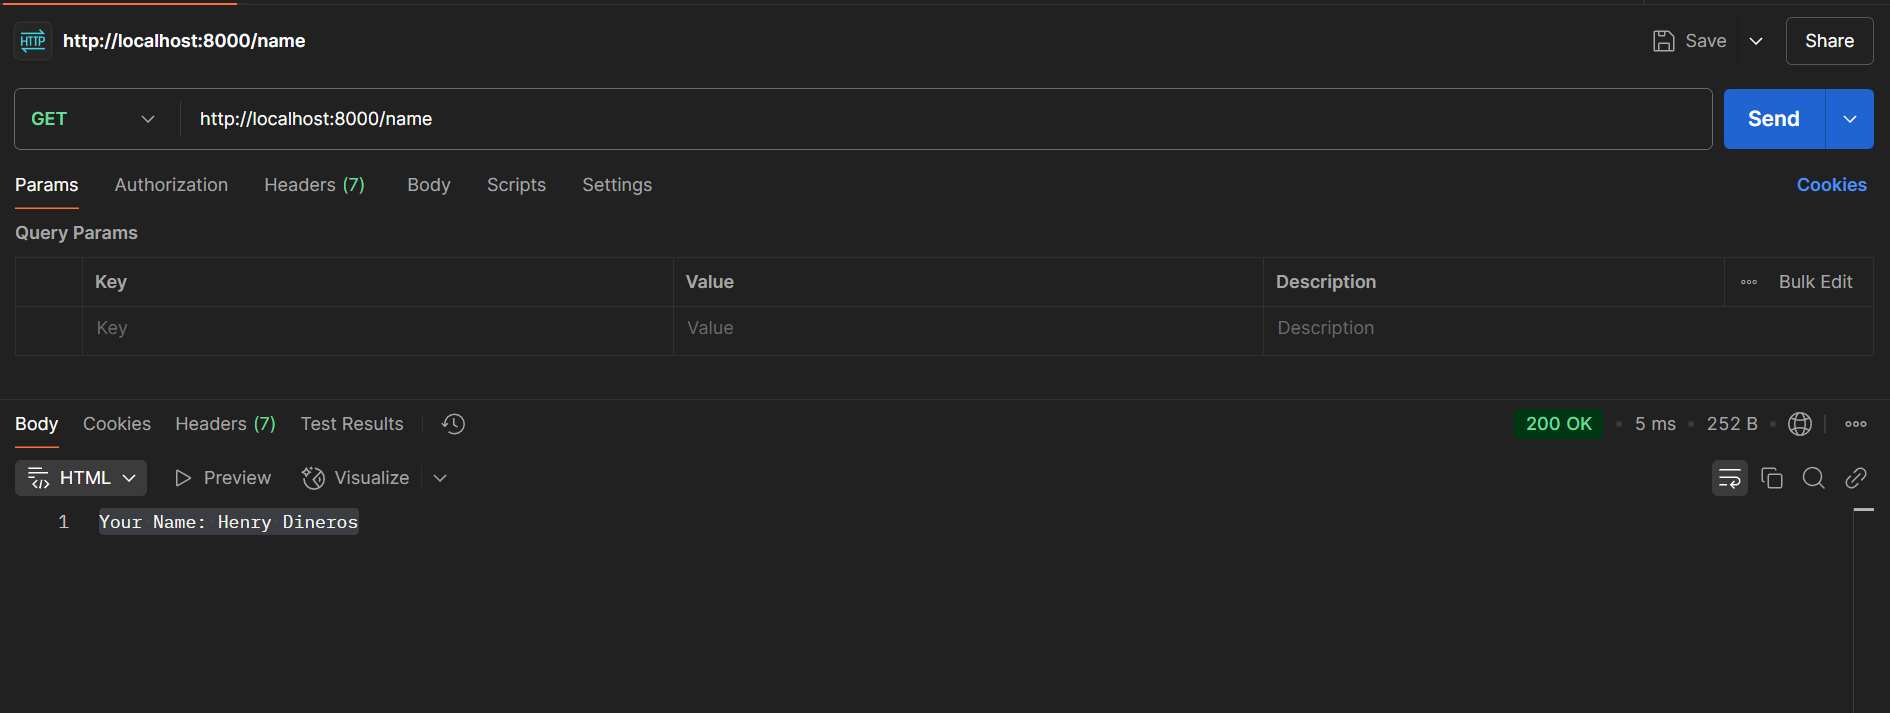 HTTP http://localhost:8000/name Save Share
GET http://localhost:8000/name Send
Params Authorization Headers (7) Body Scripts Settings Cookies
Query Params
Key Value Description Bulk Edit
Key Value Description
Body Cookies Headers (7) Test Results 200 OK 5 ms 252 B
HTML Preview Visualize
1 Your Name: Henry Dineros